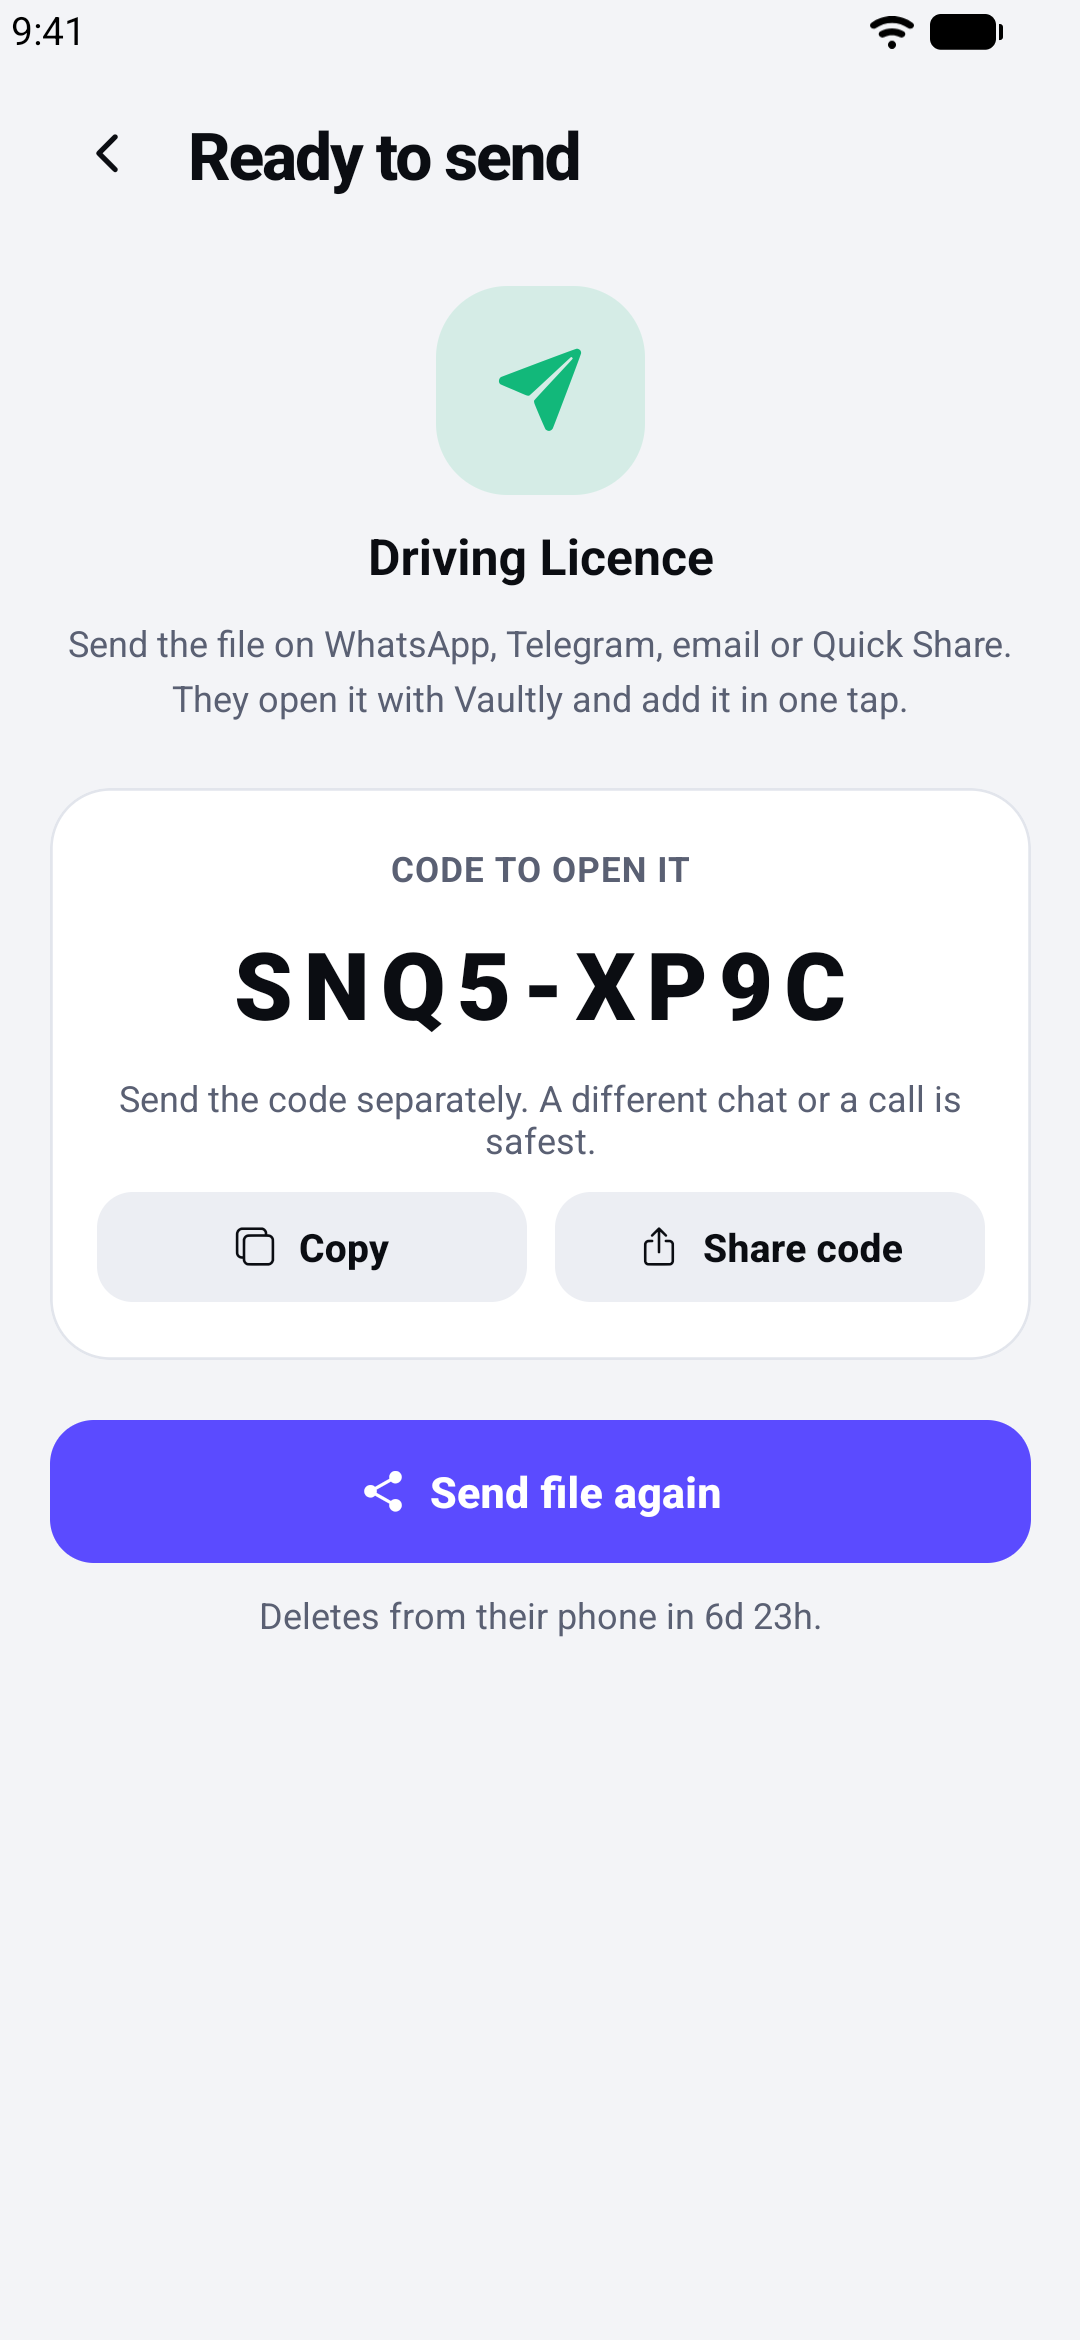 9:41
Ready to send
Driving Licence
Send the file on WhatsApp, Telegram, email or Quick Share.
They open it with Vaultly and add it in one tap.
CODE TO OPEN IT
SNQ5-XP9C
Send the code separately. A different chat or a call is
safest.
Copy
Share code
Send file again
Deletes from their phone in 6d 23h.